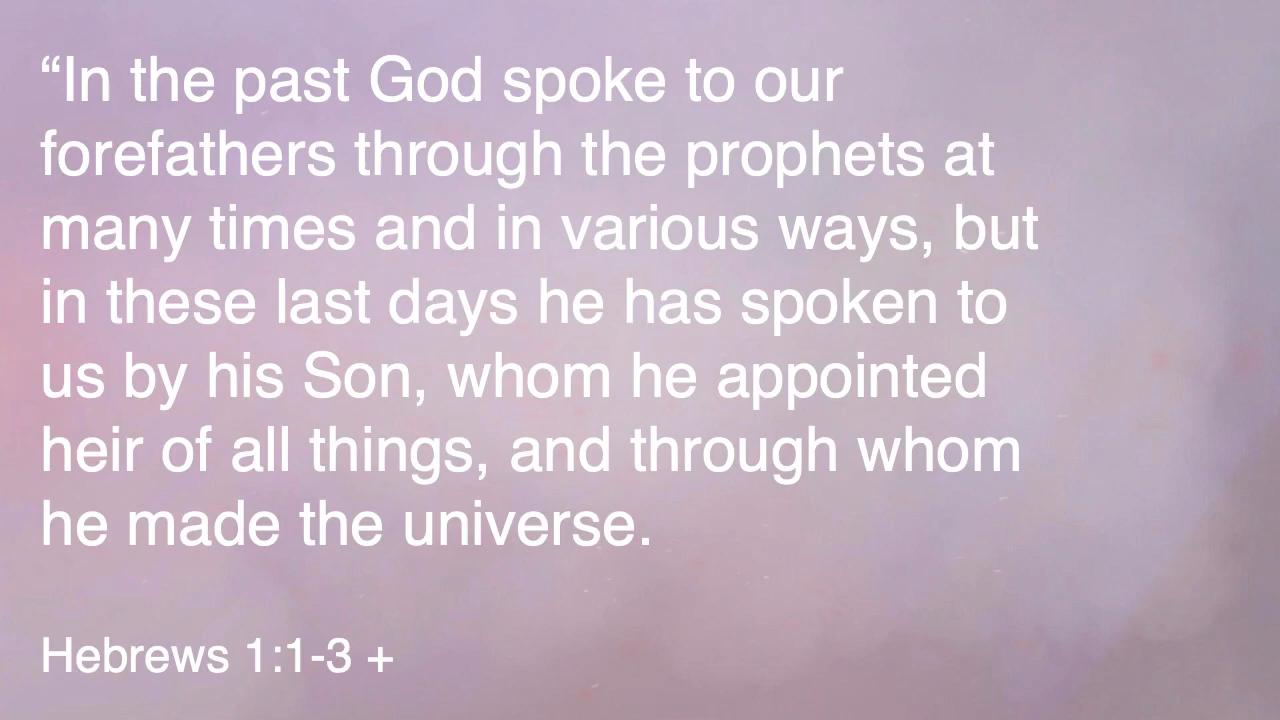 “In the past God spoke to our
forefathers through the prophets at
many times and in various ways, but
in these last days he has spoken to
us by his Son, whom he appointed
heir of all things, and through whom
he made the universe.
Hebrews 1:1-3 +